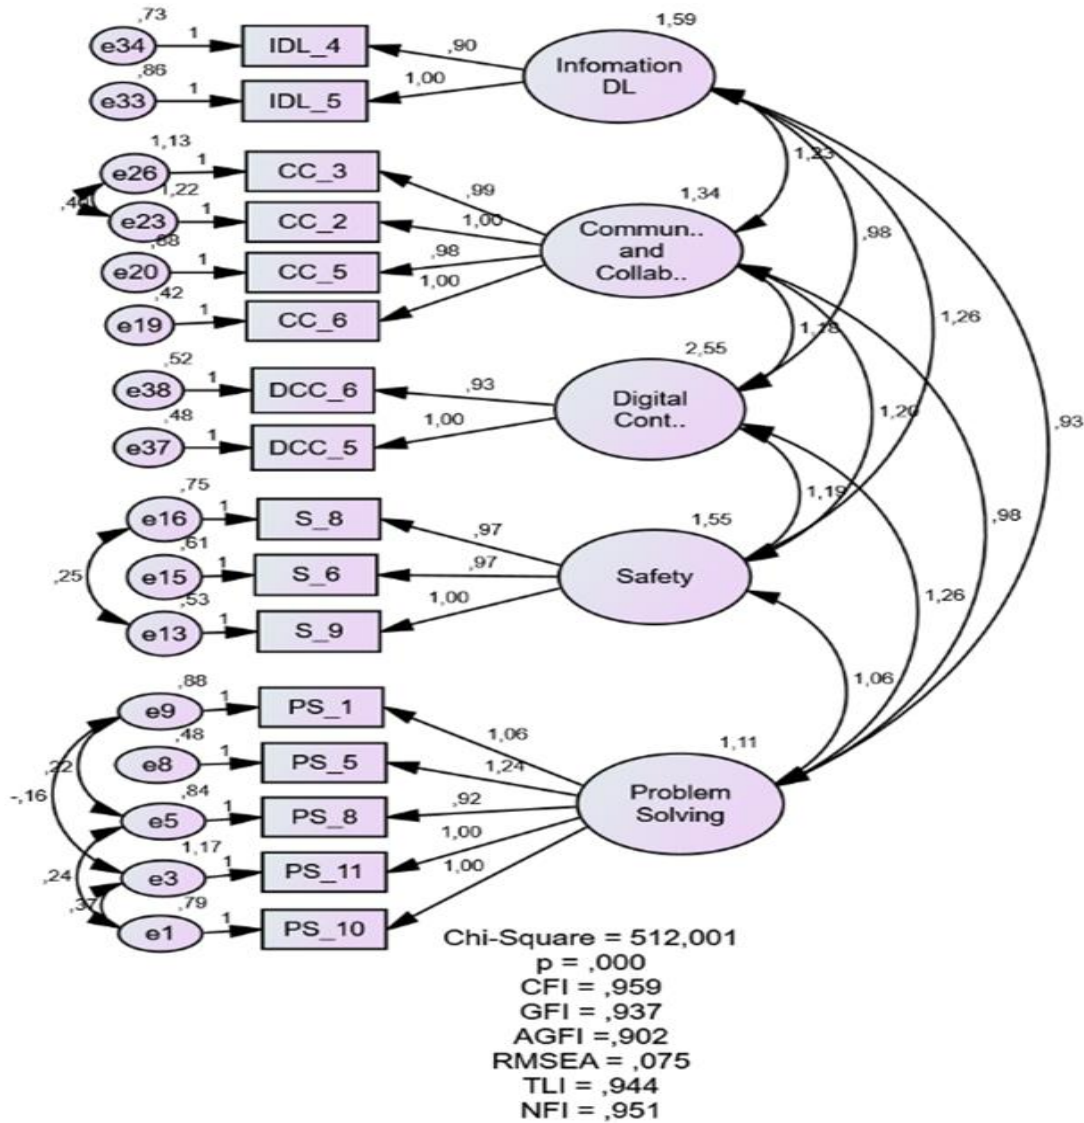 ,73
1,59
e34
1
IDL_4
,90
Infomation
DL
,86
1,00
e33
1
IDL_5
1,13
e26
1
CC_3
,99
1,23
1,22
1,34
e23
1
CC_2
1,00
Commun..
and
Collab..
,98
e20
1
CC_5
,98
,42
1,00
e19
1
CC_6
1,26
1,18
,52
2,55
e38
1
DCC_6
,93
Digital
Cont..
,48
1,00
1,20
,93
e37
1
DCC_5
,75
1,19
e16
1
S_8
,97
1,55
,98
,61
,25
e15
1
S_6
,97
Safety
,53
1,00
1,26
e13
1
S_9
,88
1,06
e9
1
PS_1
1,06
,48
1,11
,22
e8
1
PS_5
1,24
-,16
,84
Problem
Solving
e5
1
PS_8
,92
1,17
1,00
,24
e3
1
PS_11
1,00
,37
,79
e1
1
PS_10
Chi-Square = 512,001
p = ,000
CFI = ,959
GFI = ,937
AGFI =,902
RMSEA = ,075
TLI = ,944
NFI = ,951